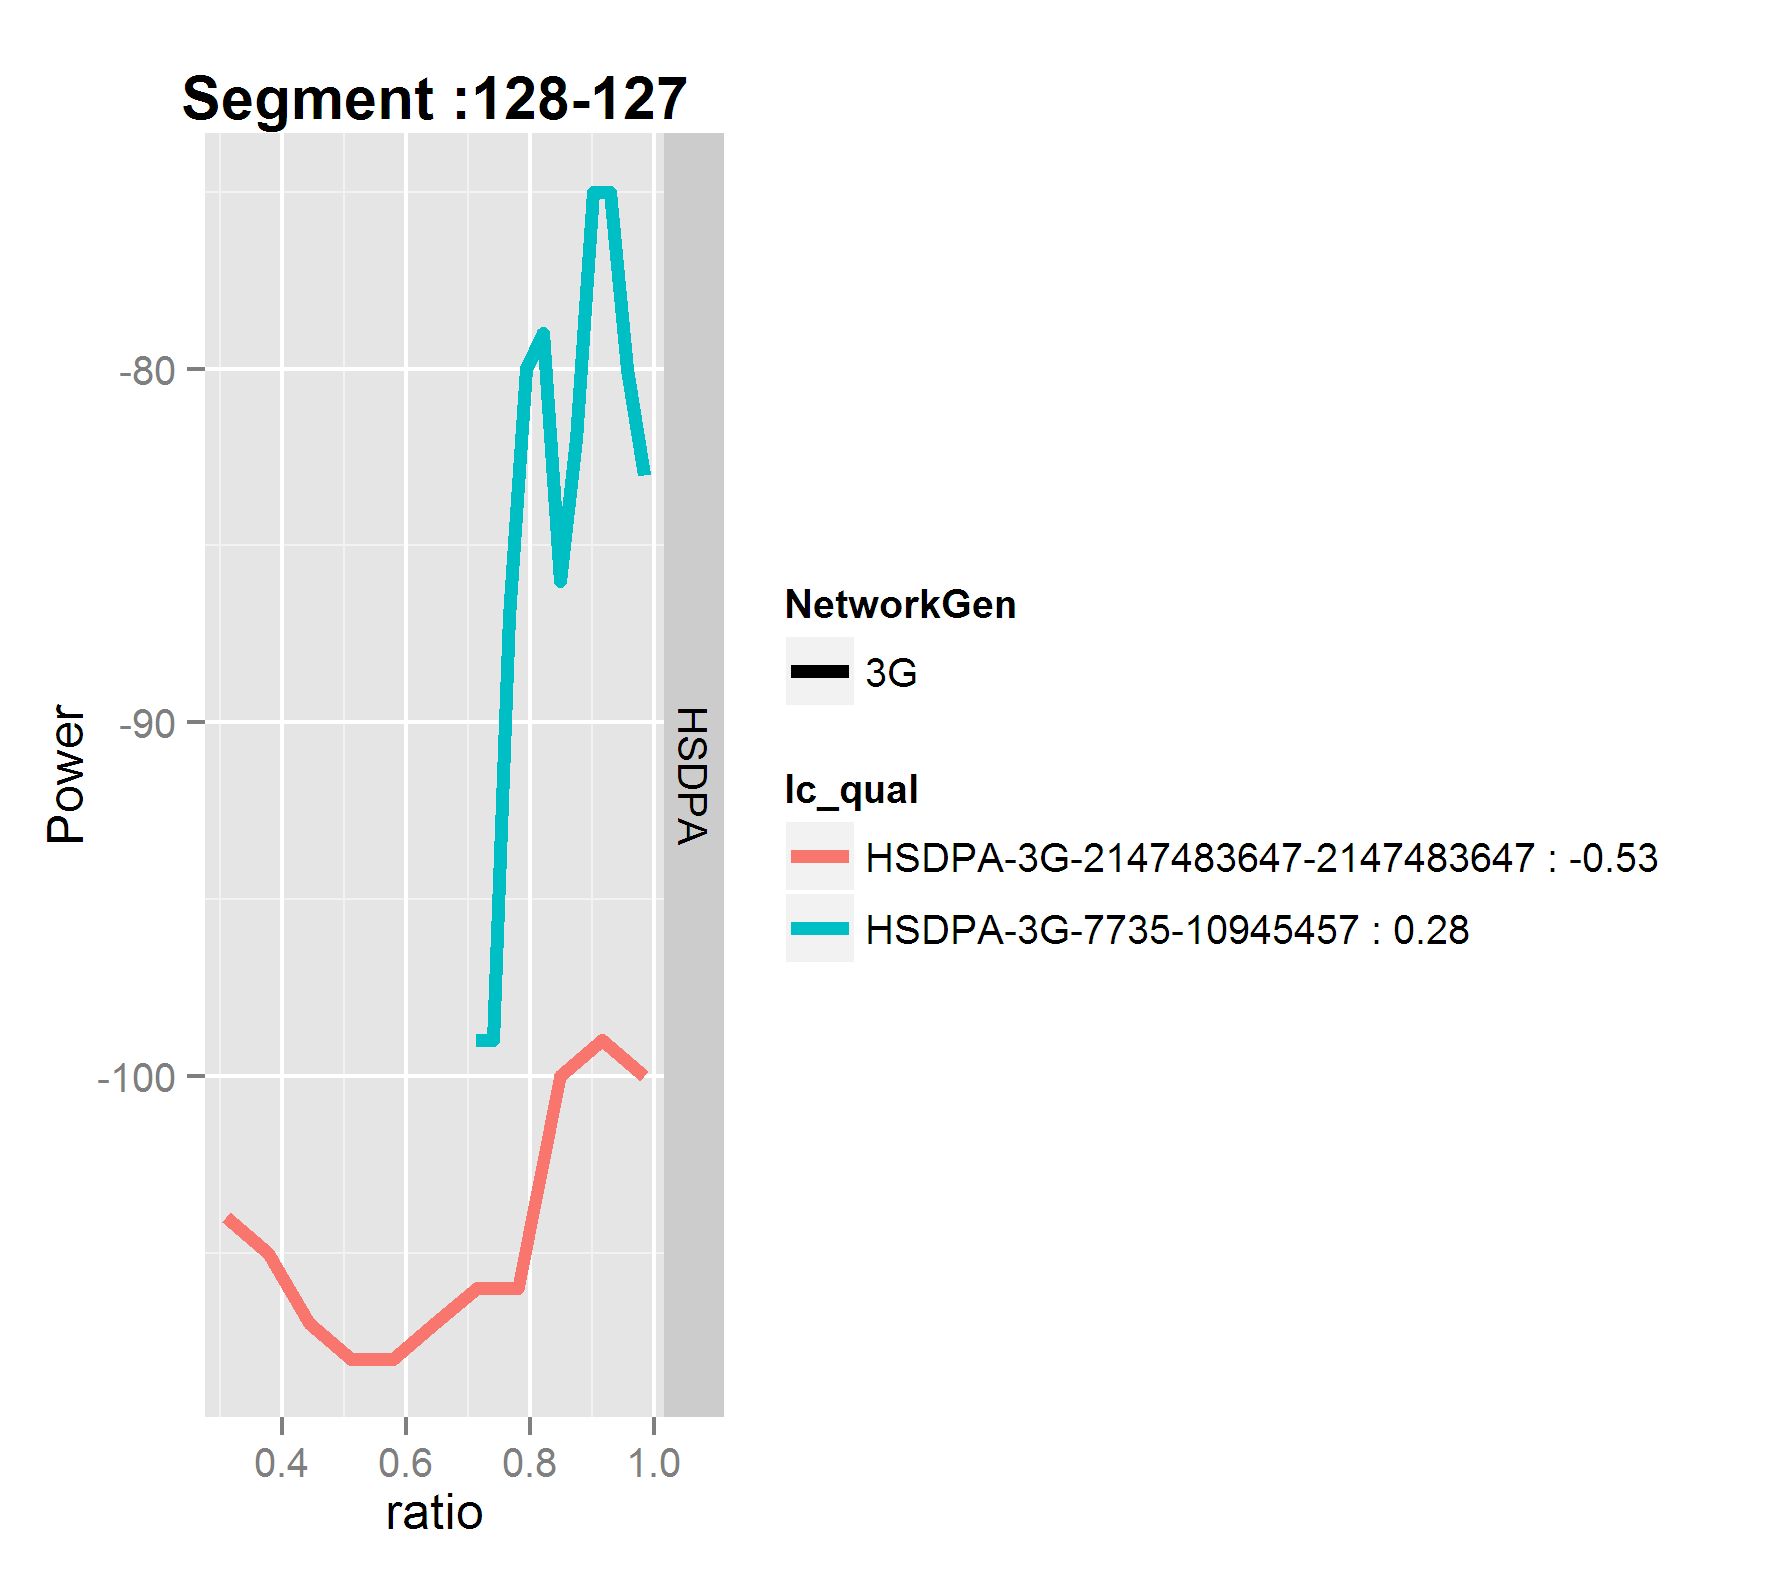 Segment :128-127
Power
-80
-90
-100
0.4 0.6 0.8 1.0
ratio
HSDPA
NetworkGen
3G
lc_qual
HSDPA-3G-2147483647-2147483647 : -0.53
HSDPA-3G-7735-10945457 : 0.28